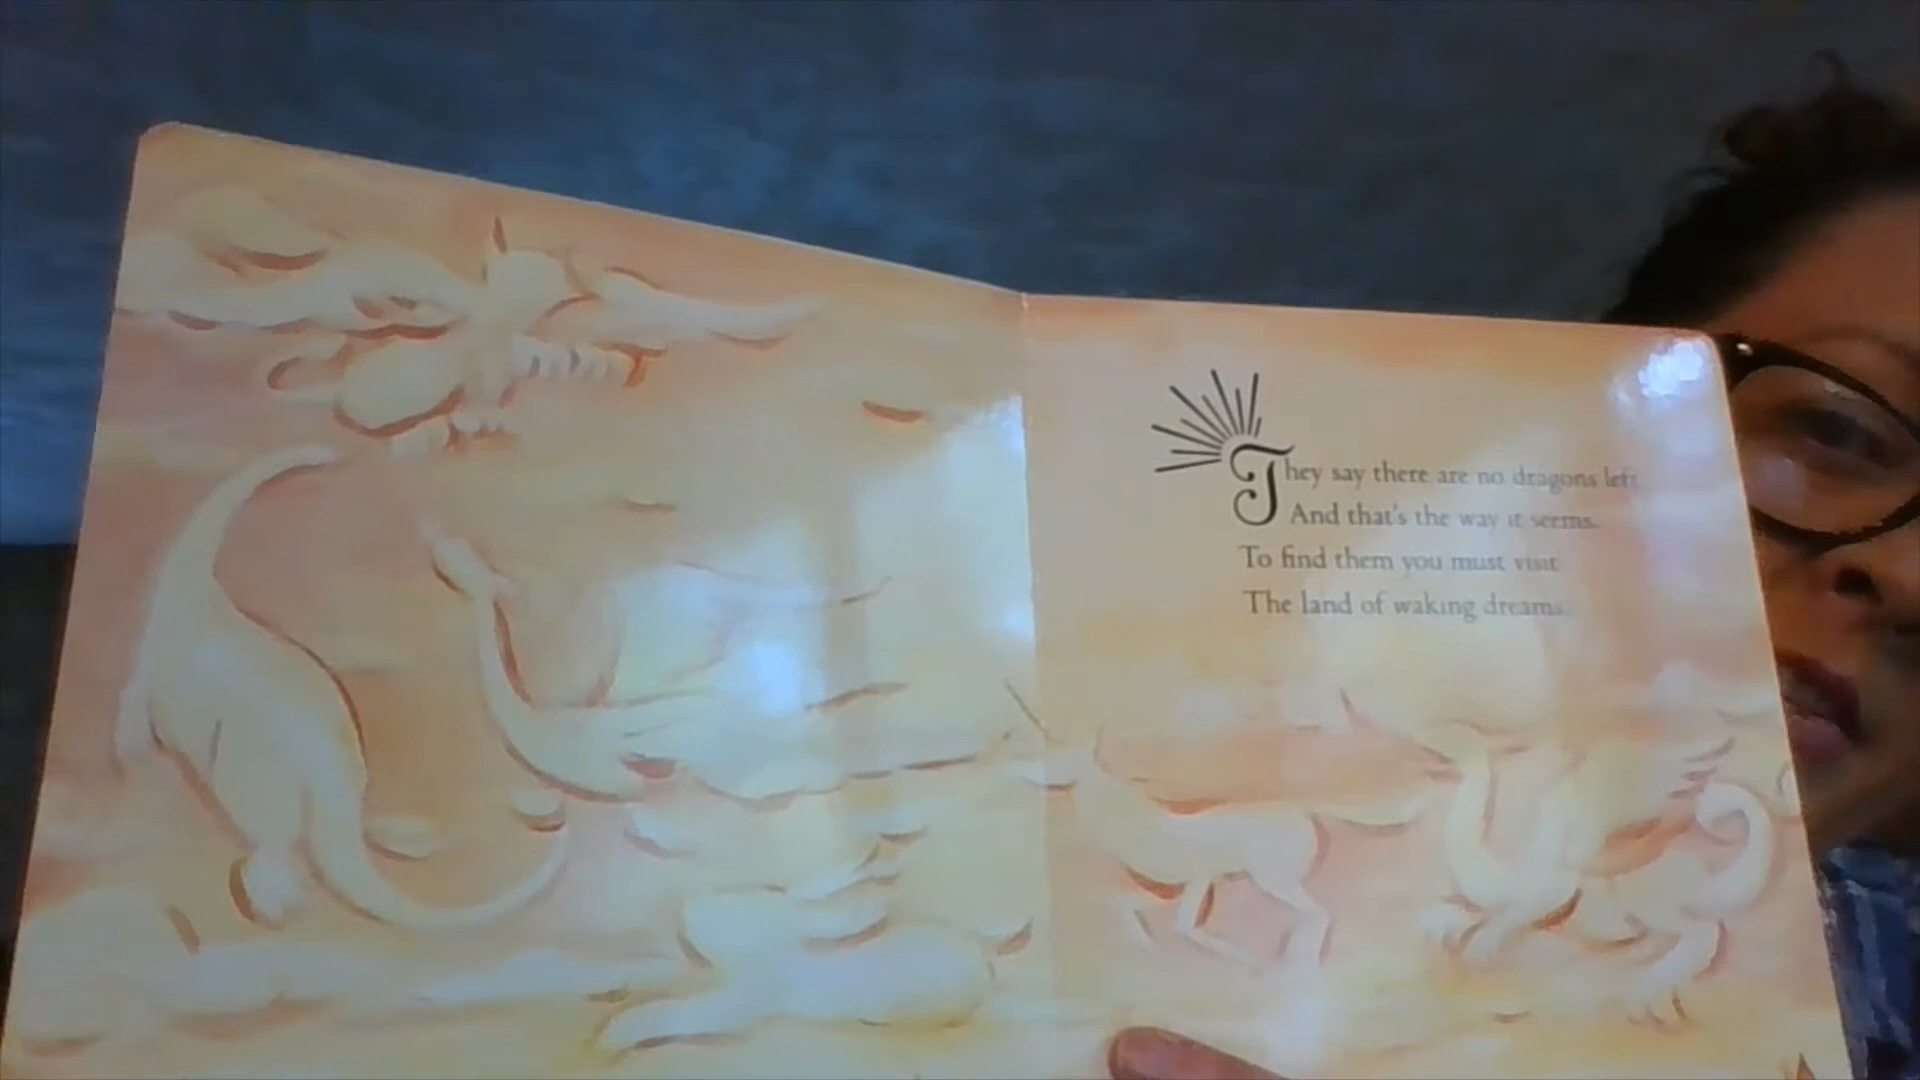 They say there are no dragons left
And that's the way it seems.
To find them you must visit
The land of waking dreams.